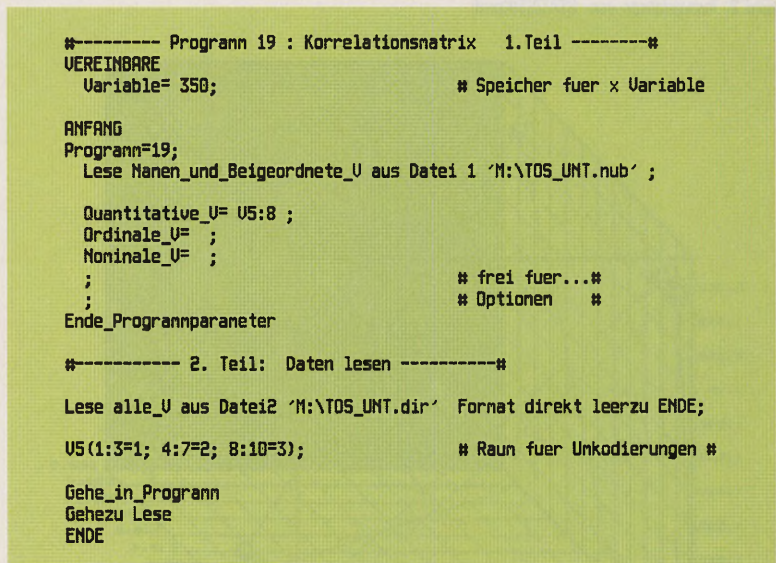 #--------- Programm 19 : Korrelationsmatrix   1.Teil --------#
VEREINBARE
  Variable= 350;                              # Speicher fuer x Variable
ANFANG
Programm=19;
  Lese Namen_und_Beigeordnete_V aus Datei 1 'M:\TOS_UNT.nub' ;
  Quantitative_V= V5:8 ;
  Ordinale_V=  ;
  Nominale_V=  ;
  ;                                           # frei fuer...#
  ;                                           # Optionen    #
Ende_Programmparameter
#----------- 2. Teil:  Daten lesen ----------#
Lese alle_V aus Datei2 'M:\TOS_UNT.dir'  Format direkt leerzu ENDE;
V5(1:3=1; 4:7=2; 8:10=3);                     # Raum fuer Umkodierungen #
Gehe_in_Programm
Gehezu Lese
ENDE